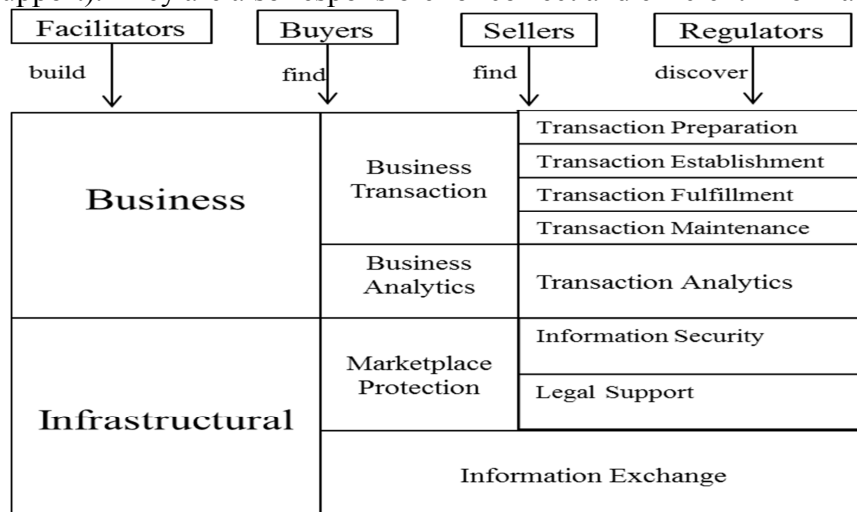 Facilitators Buyers Sellers Regulators
build find find discover
Business
Business
Transaction
Transaction Preparation
Transaction Establishment
Transaction Fulfillment
Transaction Maintenance
Business
Analytics
Transaction Analytics
Infrastructural
Marketplace
Protection
Information Security
Legal Support
Information Exchange